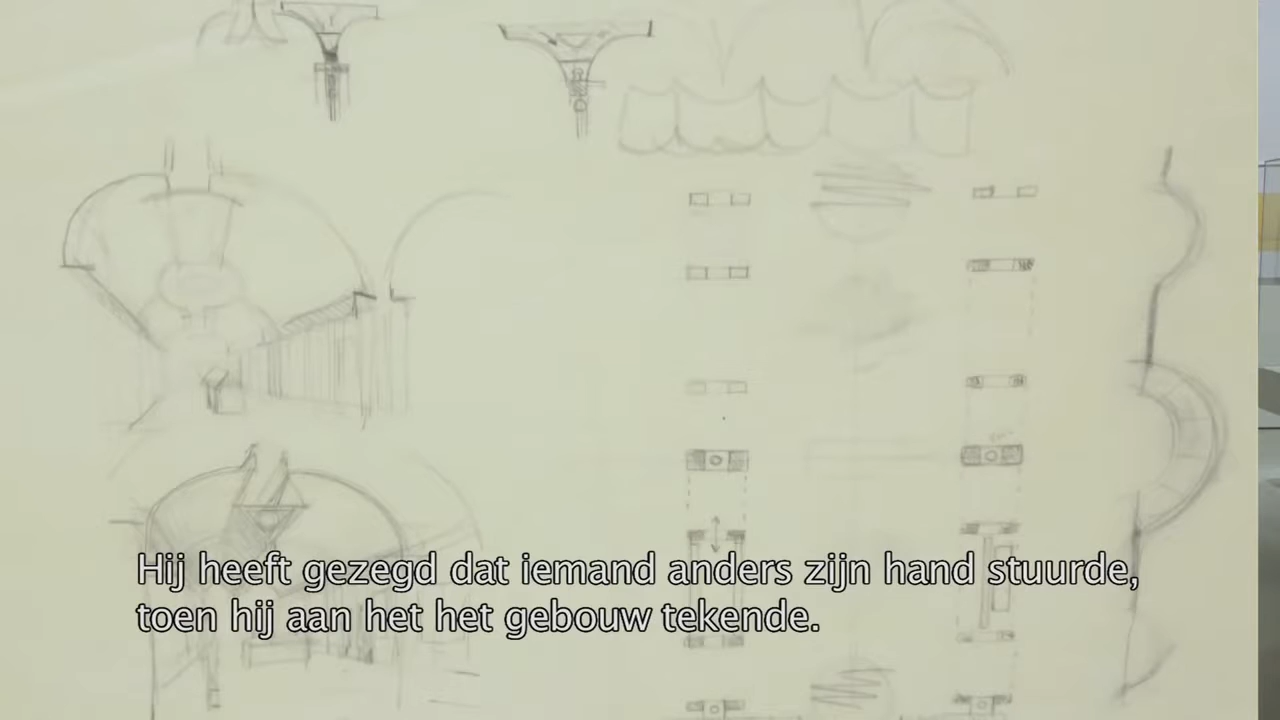 Hij heeft gezegd dat iemand anders zijn hand stuurde,
toen hij aan het het gebouw tekende.